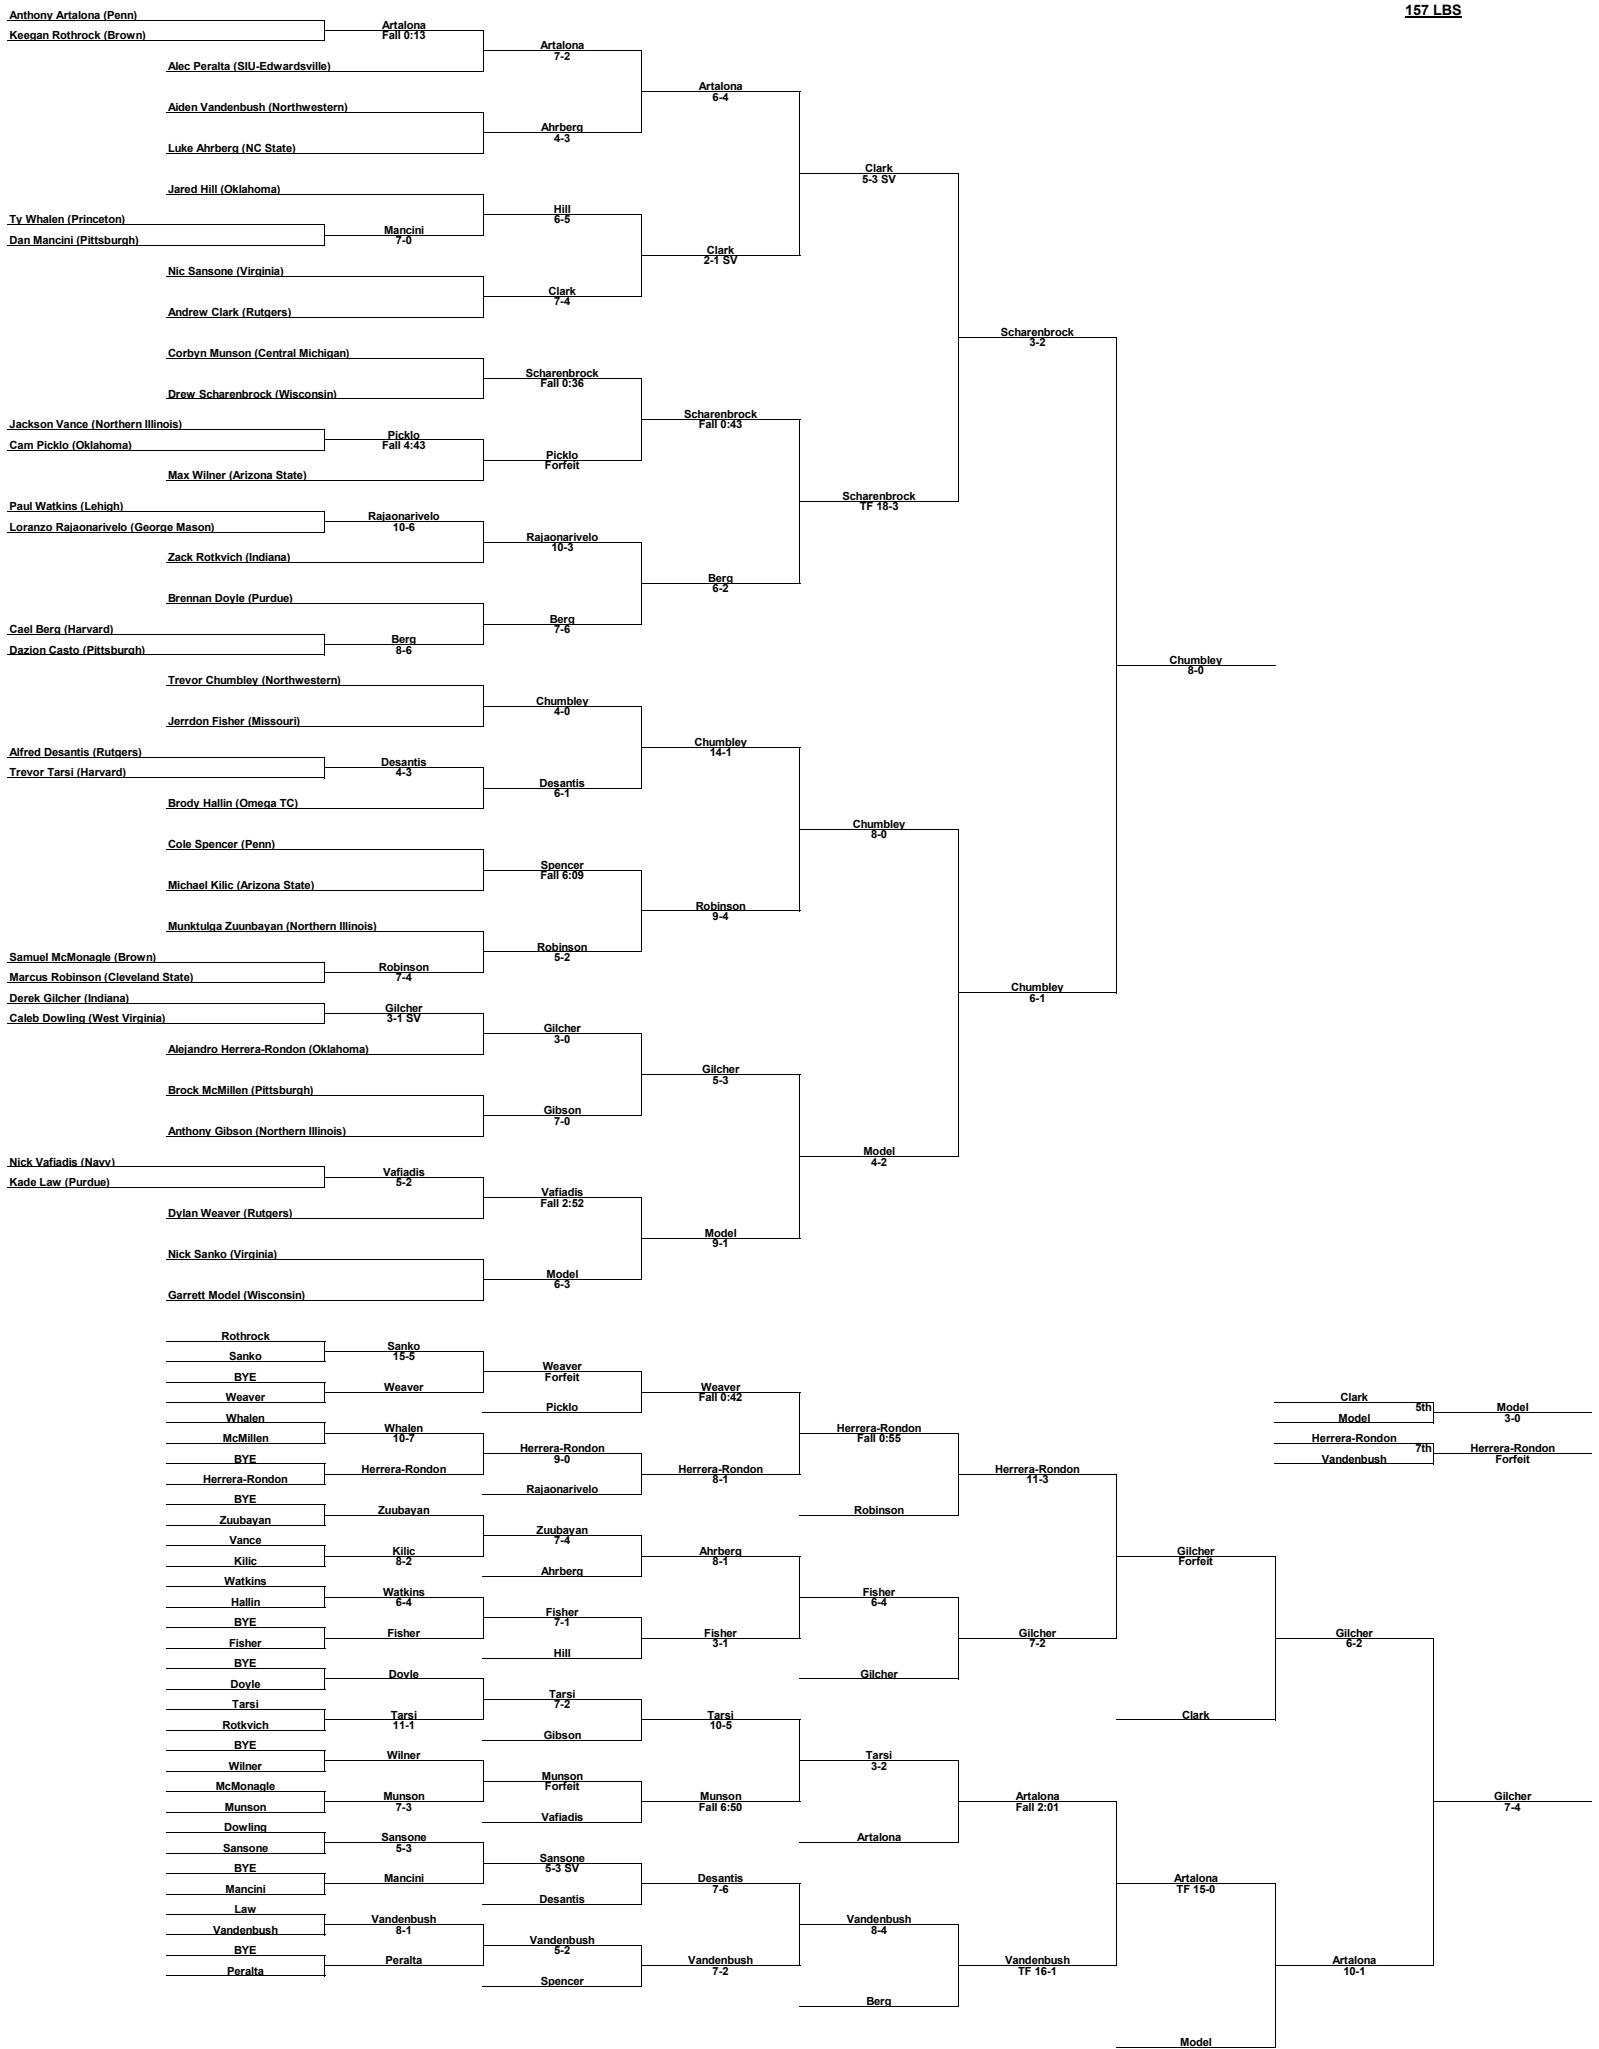 157 LBS
Anthony Artalona (Penn)
Keegan Rothrock (Brown)
Artalona
Fall 0:13
Alec Peralta (SIU-Edwardsville)
Artalona
7-2
Aiden Vandenbush (Northwestern)
Luke Ahrberg (NC State)
Ahrberg
4-3
Artalona
6-4
Jared Hill (Oklahoma)
Ty Whalen (Princeton)
Dan Mancini (Pittsburgh)
Mancini
7-0
Hill
6-5
Nic Sansone (Virginia)
Andrew Clark (Rutgers)
Clark
7-4
Clark
2-1 SV
Clark
5-3 SV
Corbyn Munson (Central Michigan)
Drew Scharenbrock (Wisconsin)
Scharenbrock
Fall 0:36
Jackson Vance (Northern Illinois)
Cam Picklo (Oklahoma)
Picklo
Fall 4:43
Max Wilner (Arizona State)
Picklo
Forfeit
Scharenbrock
Fall 0:43
Paul Watkins (Lehigh)
Loranzo Rajaonarivelo (George Mason)
Rajaonarivelo
10-6
Zack Rotkvich (Indiana)
Rajaonarivelo
10-3
Brennan Doyle (Purdue)
Cael Berg (Harvard)
Dazion Casto (Pittsburgh)
Berg
8-6
Berg
7-6
Berg
6-2
Scharenbrock
TF 18-3
Scharenbrock
3-2
Trevor Chumbley (Northwestern)
Jerrdon Fisher (Missouri)
Chumbley
4-0
Alfred Desantis (Rutgers)
Trevor Tarsi (Harvard)
Desantis
4-3
Brody Hallin (Omega TC)
Desantis
6-1
Chumbley
14-1
Cole Spencer (Penn)
Michael Kilic (Arizona State)
Spencer
Fall 6:09
Munktulga Zuunbayan (Northern Illinois)
Samuel McMonagle (Brown)
Marcus Robinson (Cleveland State)
Robinson
7-4
Robinson
5-2
Robinson
9-4
Chumbley
8-0
Derek Gilcher (Indiana)
Caleb Dowling (West Virginia)
Gilcher
3-1 SV
Alejandro Herrera-Rondon (Oklahoma)
Gilcher
3-0
Brock McMillen (Pittsburgh)
Anthony Gibson (Northern Illinois)
Gibson
7-0
Gilcher
5-3
Nick Vafiadis (Navy)
Kade Law (Purdue)
Vafiadis
5-2
Dylan Weaver (Rutgers)
Vafiadis
Fall 2:52
Nick Sanko (Virginia)
Garrett Model (Wisconsin)
Model
6-3
Model
9-1
Model
4-2
Chumbley
6-1
Chumbley
8-0
Rothrock
Sanko
BYE
Weaver
Whalen
McMillen
BYE
Herrera-Rondon
BYE
Zuubayan
Vance
Kilic
Watkins
Hallin
BYE
Fisher
BYE
Doyle
Tarsi
Rotkvich
BYE
Wilner
McMonagle
Munson
Dowling
Sansone
BYE
Mancini
Law
Vandenbush
BYE
Peralta
Sanko
15-5
Weaver
Whalen
10-7
Herrera-Rondon
Zuubayan
Kilic
8-2
Watkins
6-4
Fisher
Doyle
Tarsi
11-1
Wilner
Munson
7-3
Sansone
5-3
Mancini
Vandenbush
8-1
Peralta
Weaver
Forfeit
Picklo
Herrera-Rondon
9-0
Rajaonarivelo
Zuubayan
7-4
Ahrberg
Fisher
7-1
Hill
Tarsi
7-2
Gibson
Munson
Forfeit
Vafiadis
Sansone
5-3 SV
Desantis
Vandenbush
5-2
Spencer
Weaver
Fall 0:42
Herrera-Rondon
8-1
Ahrberg
8-1
Fisher
3-1
Tarsi
10-5
Munson
Fall 6:50
Desantis
7-6
Vandenbush
7-2
Herrera-Rondon
Fall 0:55
Robinson
Fisher
6-4
Gilcher
Tarsi
3-2
Artalona
Vandenbush
8-4
Berg
Herrera-Rondon
11-3
Gilcher
7-2
Artalona
Fall 2:01
Vandenbush
TF 16-1
Gilcher
Forfeit
Clark
Artalona
TF 15-0
Model
Gilcher
6-2
Artalona
10-1
Gilcher
7-4
Clark
Model
5th
Model
3-0
Herrera-Rondon
Vandenbush
7th
Herrera-Rondon
Forfeit